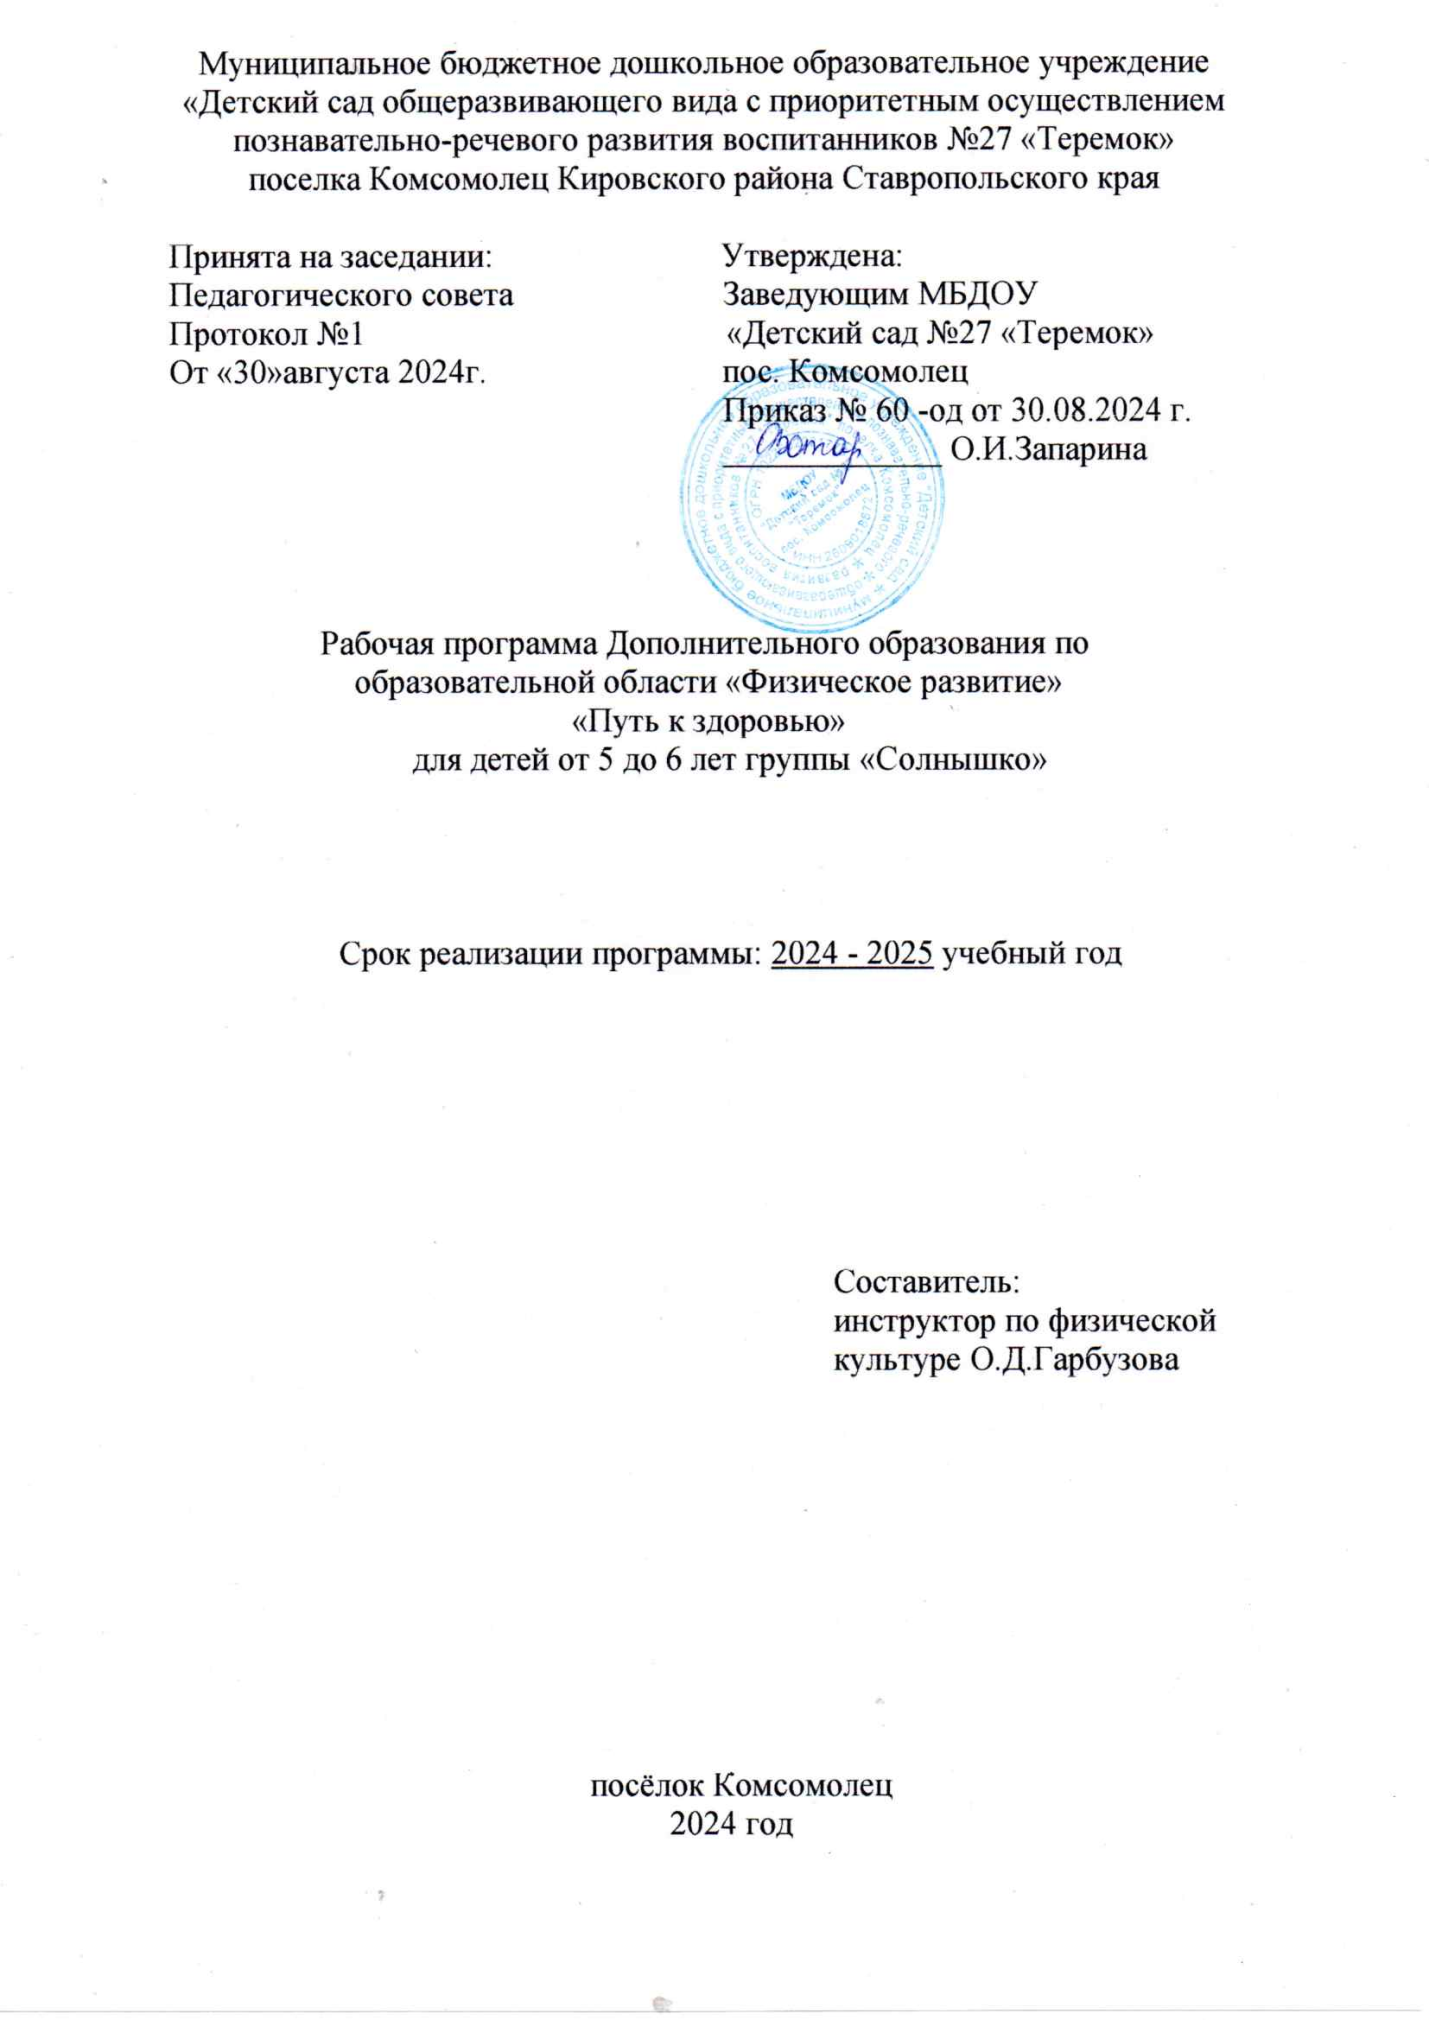 Муниципальное бюджетное дошкольное образовательное учреждение
«Детский сад общеразвивающего вида с приоритетным осуществлением
познавательно-речевого развития воспитанников №27 «Теремок»
поселка Комсомолец Кировского района Ставропольского края
Принята на заседании:
Педагогического совета
Протокол №1
От «30»августа 2024г.
Утверждена:
Заведующим МБДОУ
«Детский сад №27 «Теремок»
пос. Комсомолец
Приказ № 60 -од от 30.08.2024 г.
О.И.Запарина
Рабочая программа Дополнительного образования по
образовательной области «Физическое развитие»
«Путь к здоровью»
для детей от 5 до 6 лет группы «Солнышко»
Срок реализации программы: 2024 - 2025 учебный год
Составитель:
инструктор по физической
культуре О.Д.Гарбузова
посёлок Комсомолец
2024 год